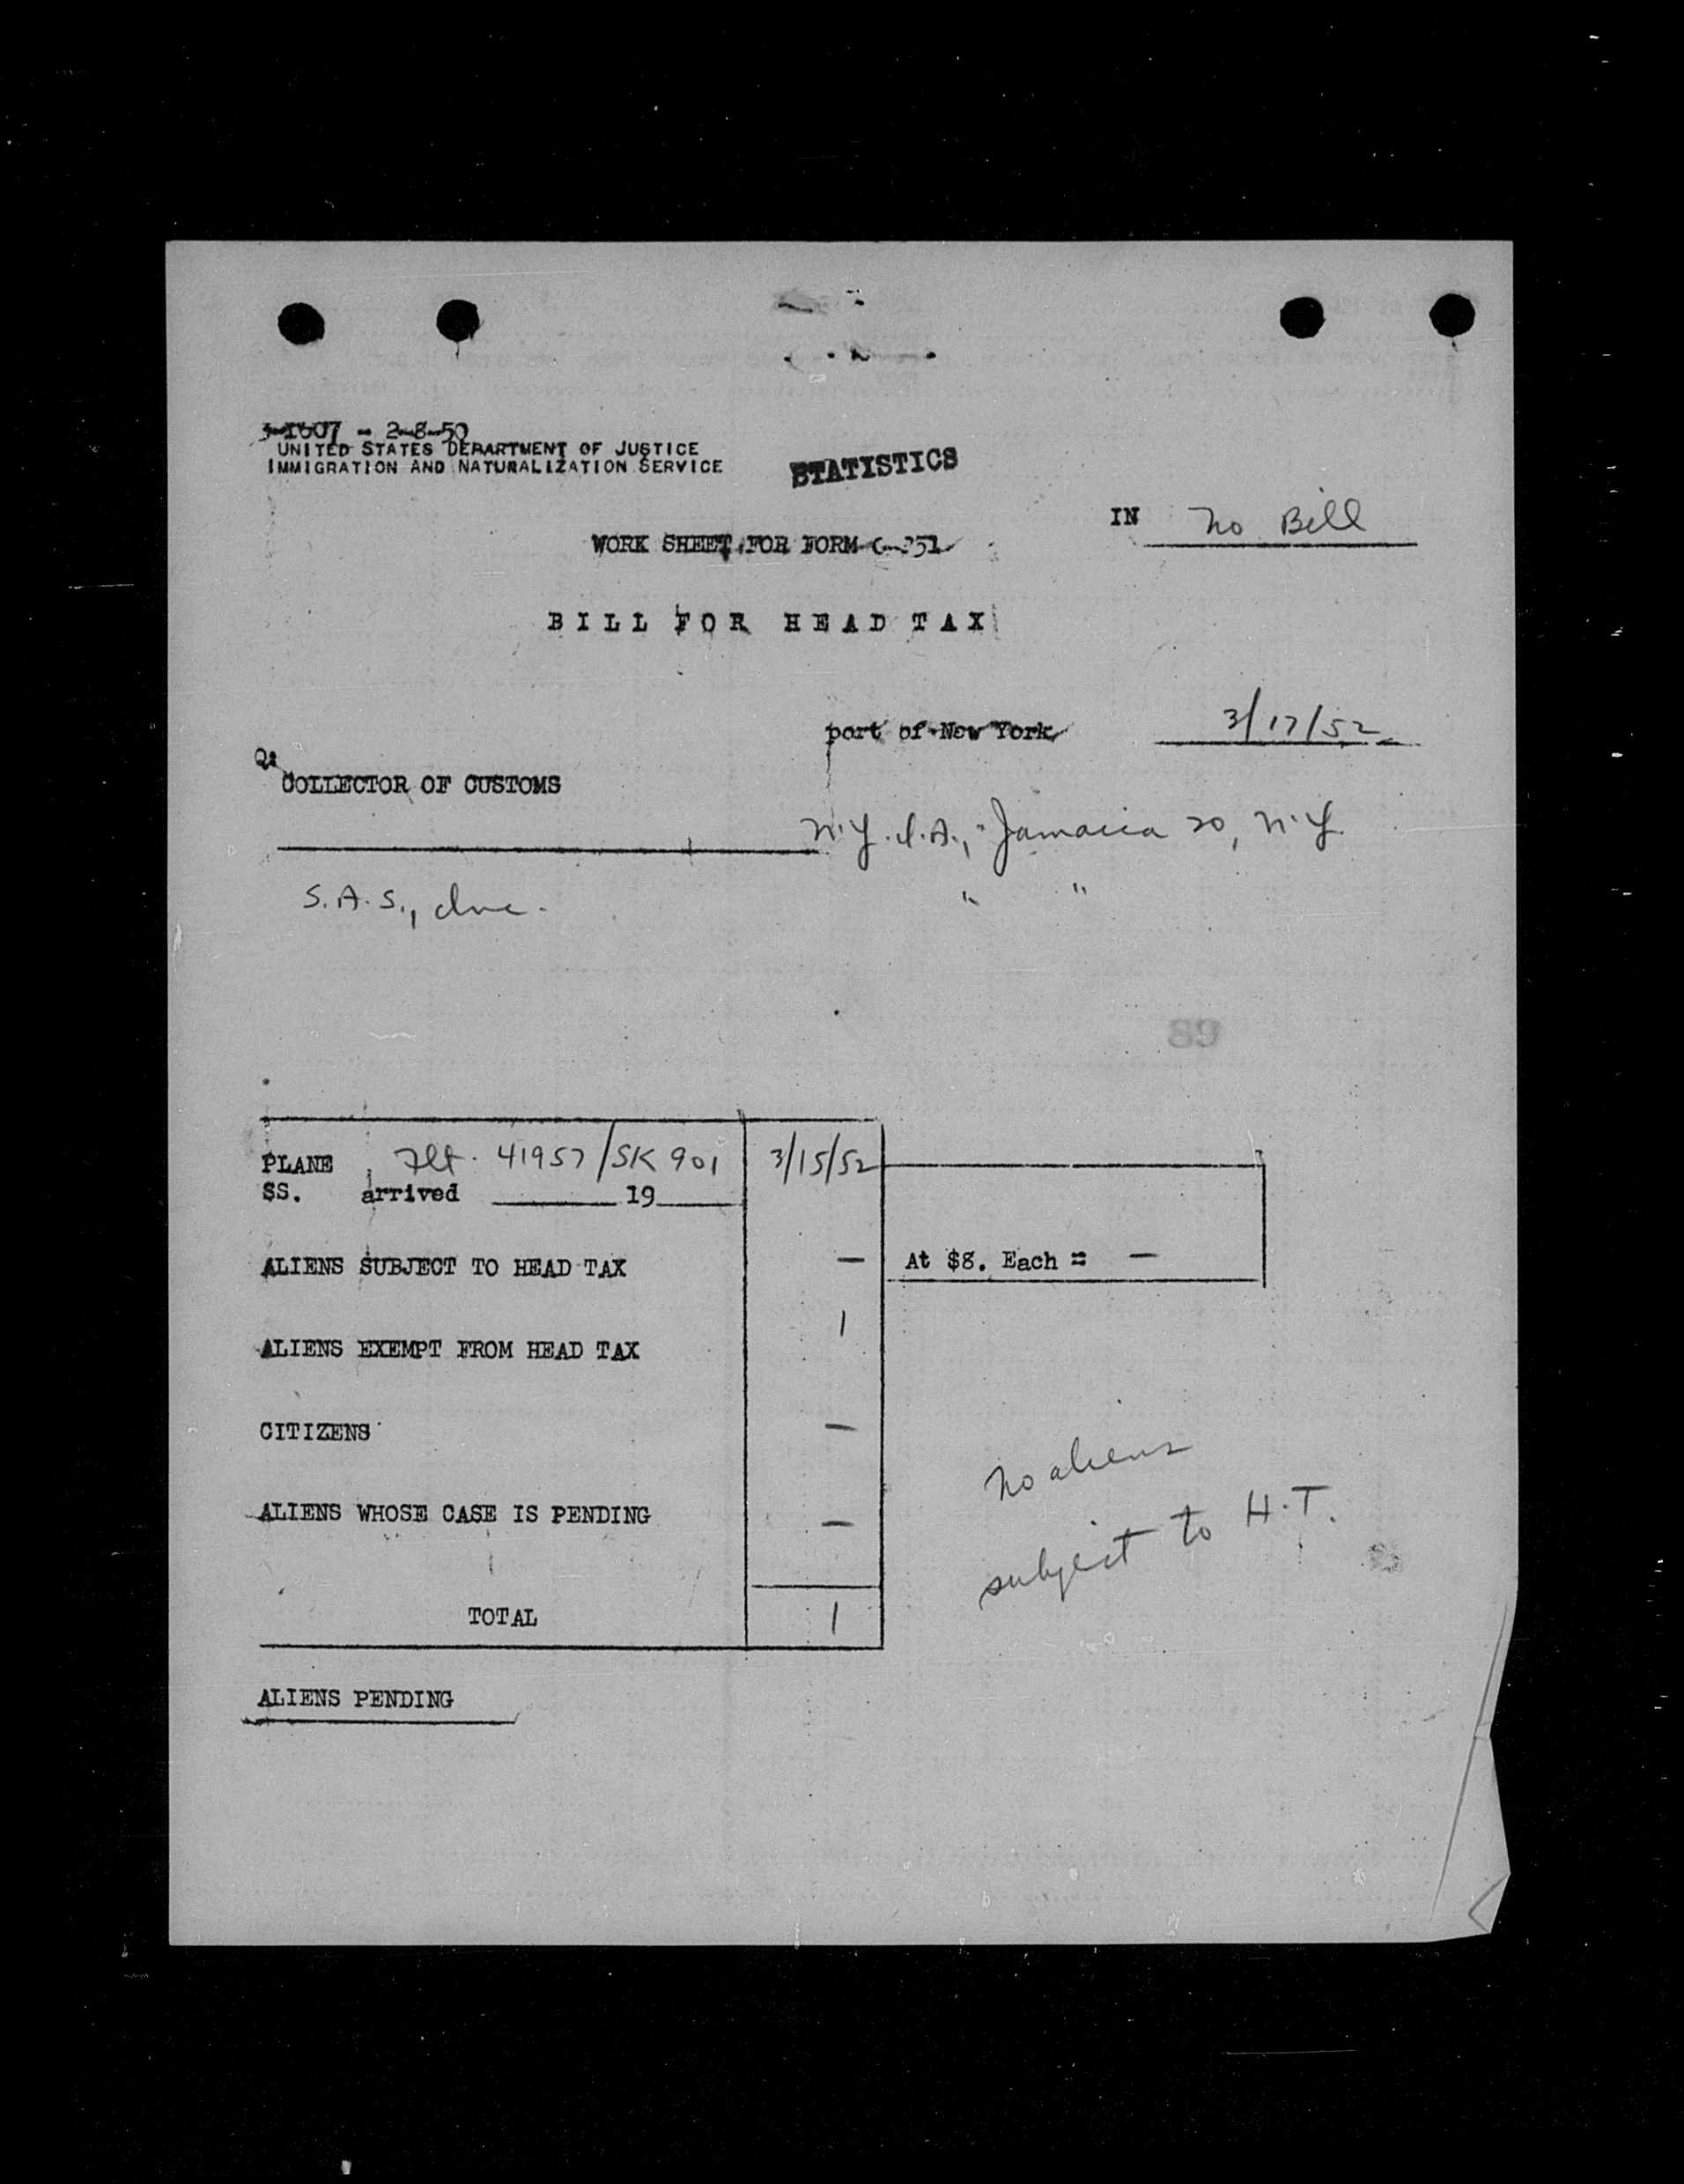 3-1607 - 2-8-50
UNITED STATES DEPARTMENT OF JUSTICE
IMMIGRATION AND NATURALIZATION SERVICE
STATISTICS
IN No Bill
WORK SHEET FOR FORM G-251
BILL FOR HEAD TAX
port of New York 3/17/52
COLLECTOR OF CUSTOMS
N.Y.I.A., Jamaica 20, N.Y.
S.A.S., Inc. " "
89
PLANE Flt. 41957/SK 901 3/15/52
SS. arrived 19
ALIENS SUBJECT TO HEAD TAX — At $8. Each = —
ALIENS EXEMPT FROM HEAD TAX 1
CITIZENS —
no aliens
ALIENS WHOSE CASE IS PENDING —
subject to H.T.
TOTAL 1
ALIENS PENDING